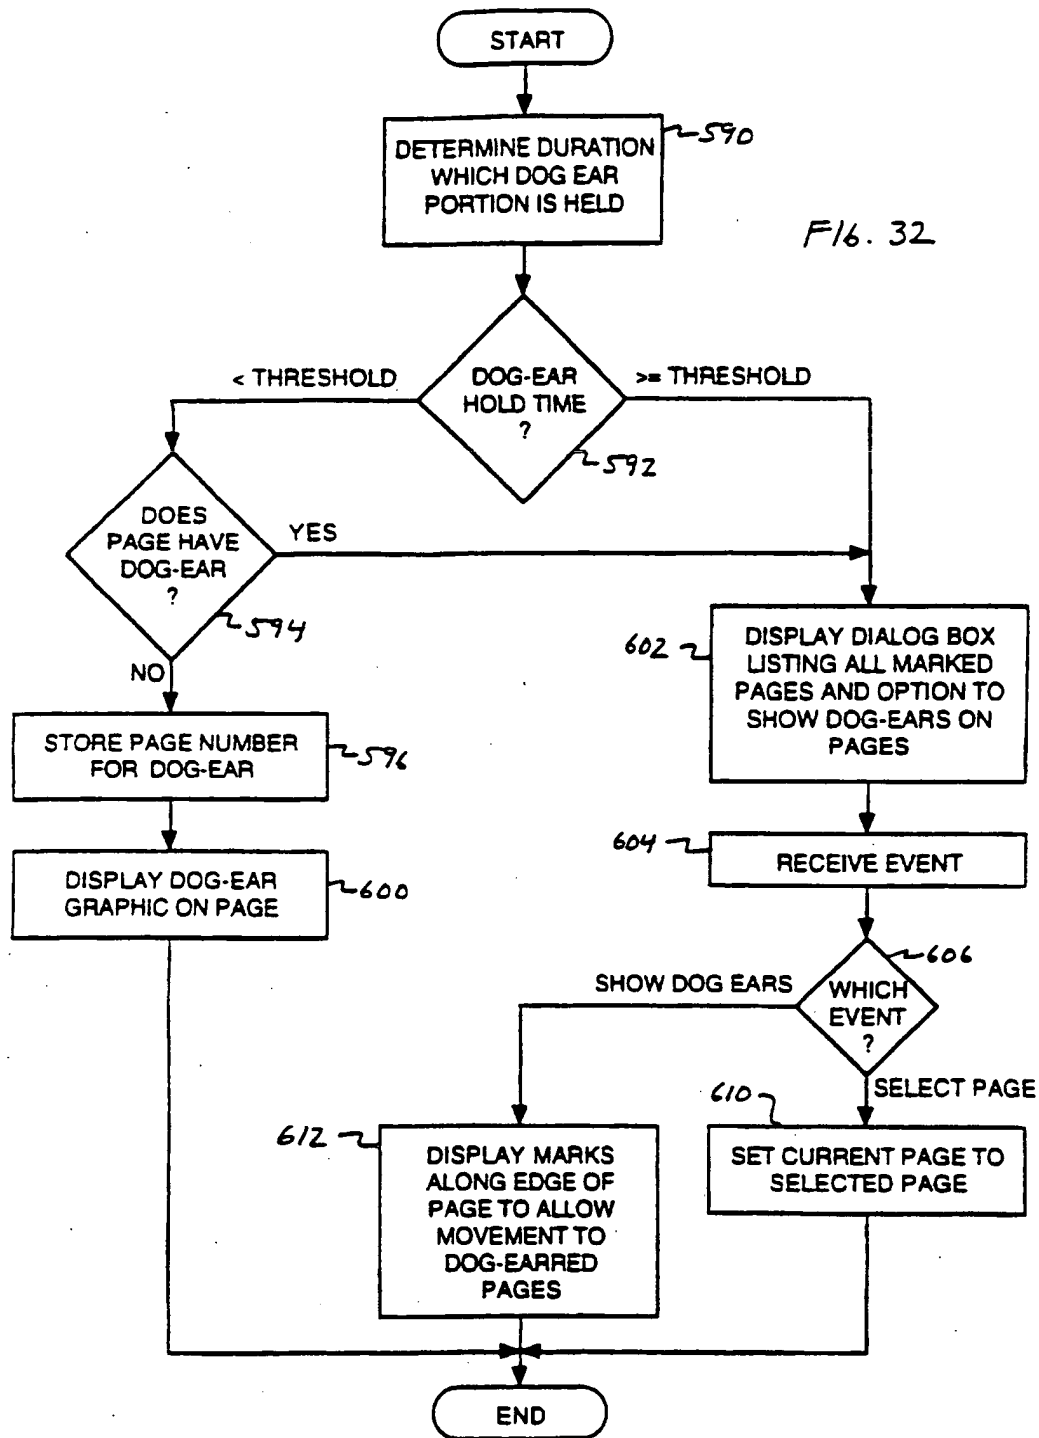 START
DETERMINE DURATION
WHICH DOG EAR
PORTION IS HELD
590
FIG. 32
< THRESHOLD
DOG-EAR
HOLD TIME
?
>= THRESHOLD
592
DOES
PAGE HAVE
DOG-EAR
?
YES
594
NO
602
DISPLAY DIALOG BOX
LISTING ALL MARKED
PAGES AND OPTION TO
SHOW DOG-EARS ON
PAGES
STORE PAGE NUMBER
FOR DOG-EAR
596
604
RECEIVE EVENT
DISPLAY DOG-EAR
GRAPHIC ON PAGE
600
606
SHOW DOG EARS
WHICH
EVENT
?
SELECT PAGE
610
612
DISPLAY MARKS
ALONG EDGE OF
PAGE TO ALLOW
MOVEMENT TO
DOG-EARRED
PAGES
SET CURRENT PAGE TO
SELECTED PAGE
END